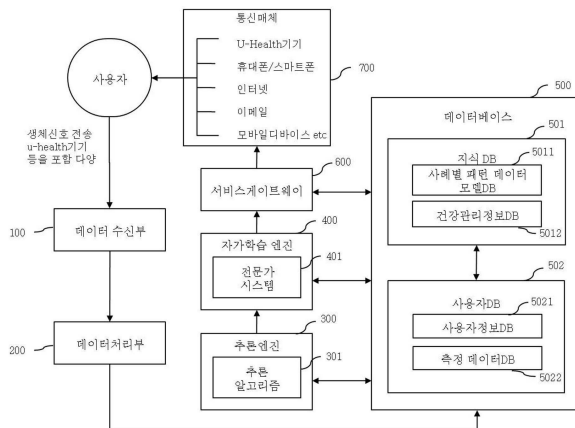 통신매체
U-Health기기
휴대폰/스마트폰
인터넷
이메일
모바일디바이스 etc
700
사용자
생체신호 전송
u-health기기
등을 포함 다양
100
데이터 수신부
200
데이터처리부
600
서비스게이트웨이
400
자가학습 엔진
401
전문가
시스템
300
추론엔진
301
추론
알고리즘
500
데이터베이스
501
지식 DB
5011
사례별 패턴 데이터
모델DB
건강관리정보DB
5012
502
사용자DB
5021
사용자정보DB
측정 데이터DB
5022